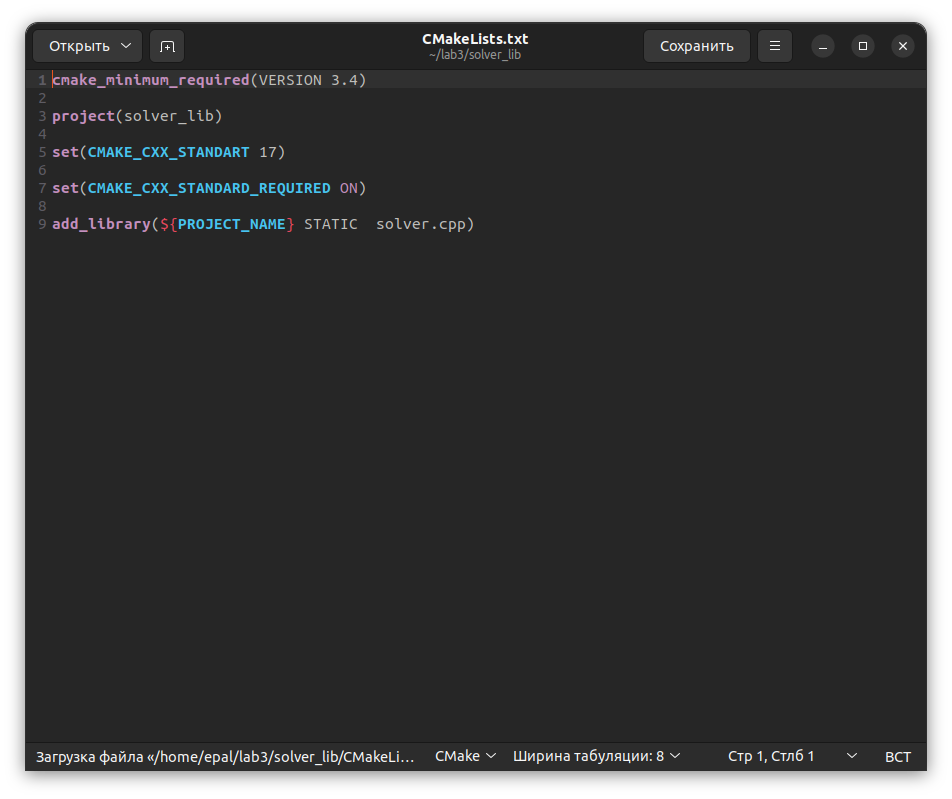 Открыть
CMakeLists.txt
~/lab3/solver_lib
Сохранить
1 cmake_minimum_required(VERSION 3.4)
2
3 project(solver_lib)
4
5 set(CMAKE_CXX_STANDART 17)
6
7 set(CMAKE_CXX_STANDARD_REQUIRED ON)
8
9 add_library(${PROJECT_NAME} STATIC  solver.cpp)
Загрузка файла «/home/epal/lab3/solver_lib/CMakeLi… CMake Ширина табуляции: 8 Стр 1, Стлб 1 ВСТ